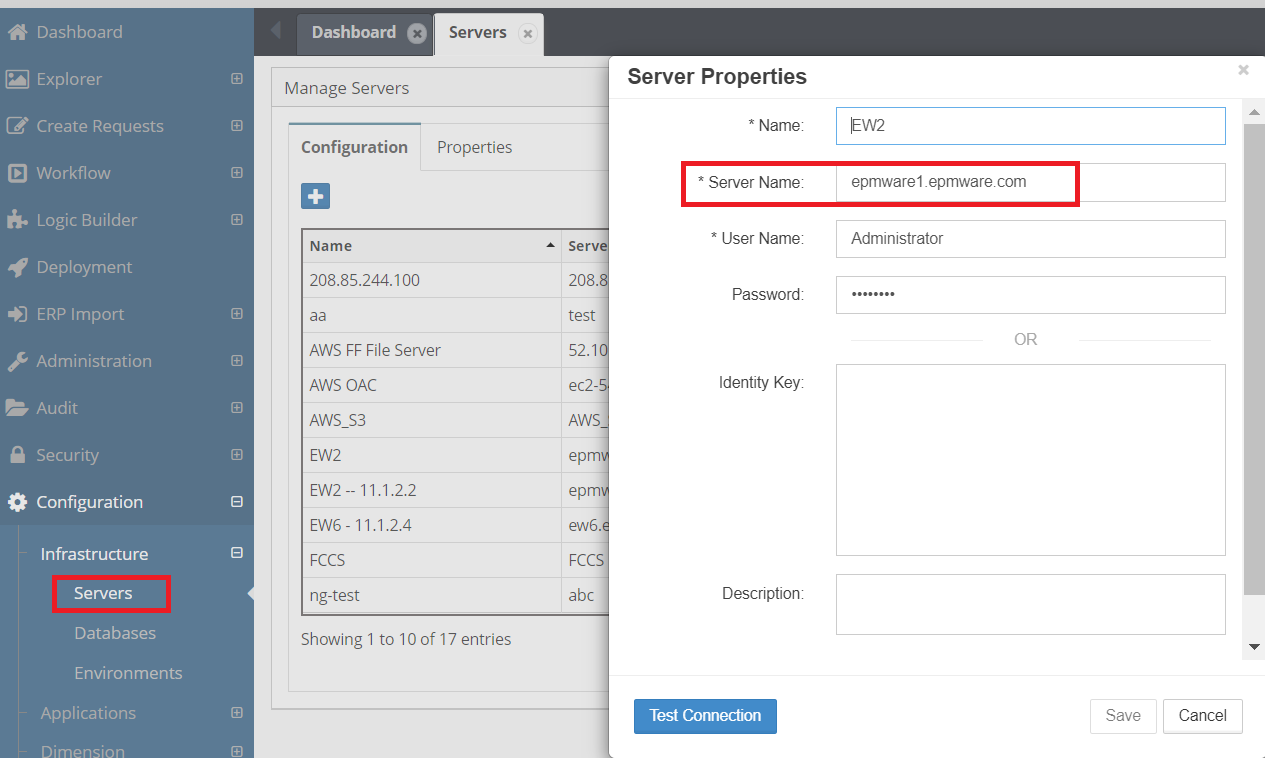 Dashboard
Explorer
Create Requests
Workflow
Logic Builder
Deployment
ERP Import
Administration
Audit
Security
Configuration
Infrastructure
Servers
Databases
Environments
Applications
Dimension
Dashboard
Servers
Manage Servers
Configuration
Properties
Name Serve
208.85.244.100 208.8
aa test
AWS FF File Server 52.10
AWS OAC ec2-5
AWS_S3 AWS_
EW2 epmw
EW2 -- 11.1.2.2 epmw
EW6 - 11.1.2.4 ew6.e
FCCS FCCS
ng-test abc
Showing 1 to 10 of 17 entries
Server Properties
* Name: EW2
* Server Name: epmware1.epmware.com
* User Name: Administrator
Password: ••••••••
OR
Identity Key:
Description:
Test Connection
Save
Cancel